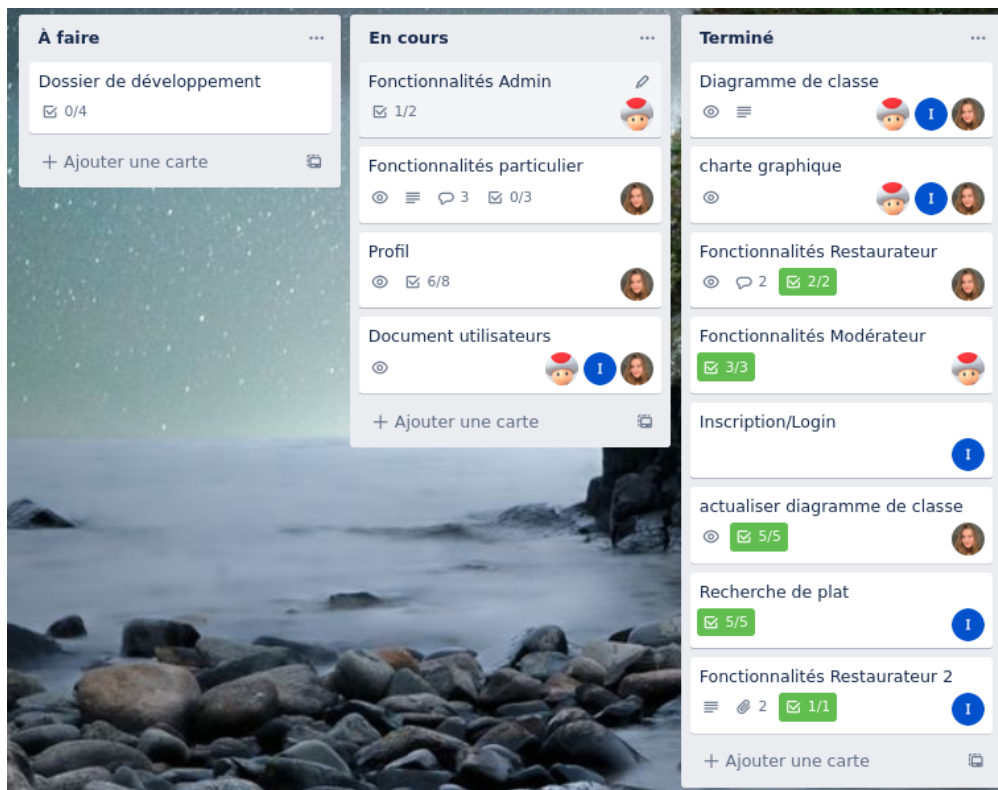 À faire
Dossier de développement
0/4
+ Ajouter une carte
En cours
Fonctionnalités Admin
1/2
Fonctionnalités particulier
3 0/3
Profil
6/8
Document utilisateurs
I
+ Ajouter une carte
Terminé
Diagramme de classe
I
charte graphique
I
Fonctionnalités Restaurateur
2 2/2
Fonctionnalités Modérateur
3/3
Inscription/Login
I
actualiser diagramme de classe
5/5
Recherche de plat
5/5 I
Fonctionnalités Restaurateur 2
2 1/1 I
+ Ajouter une carte